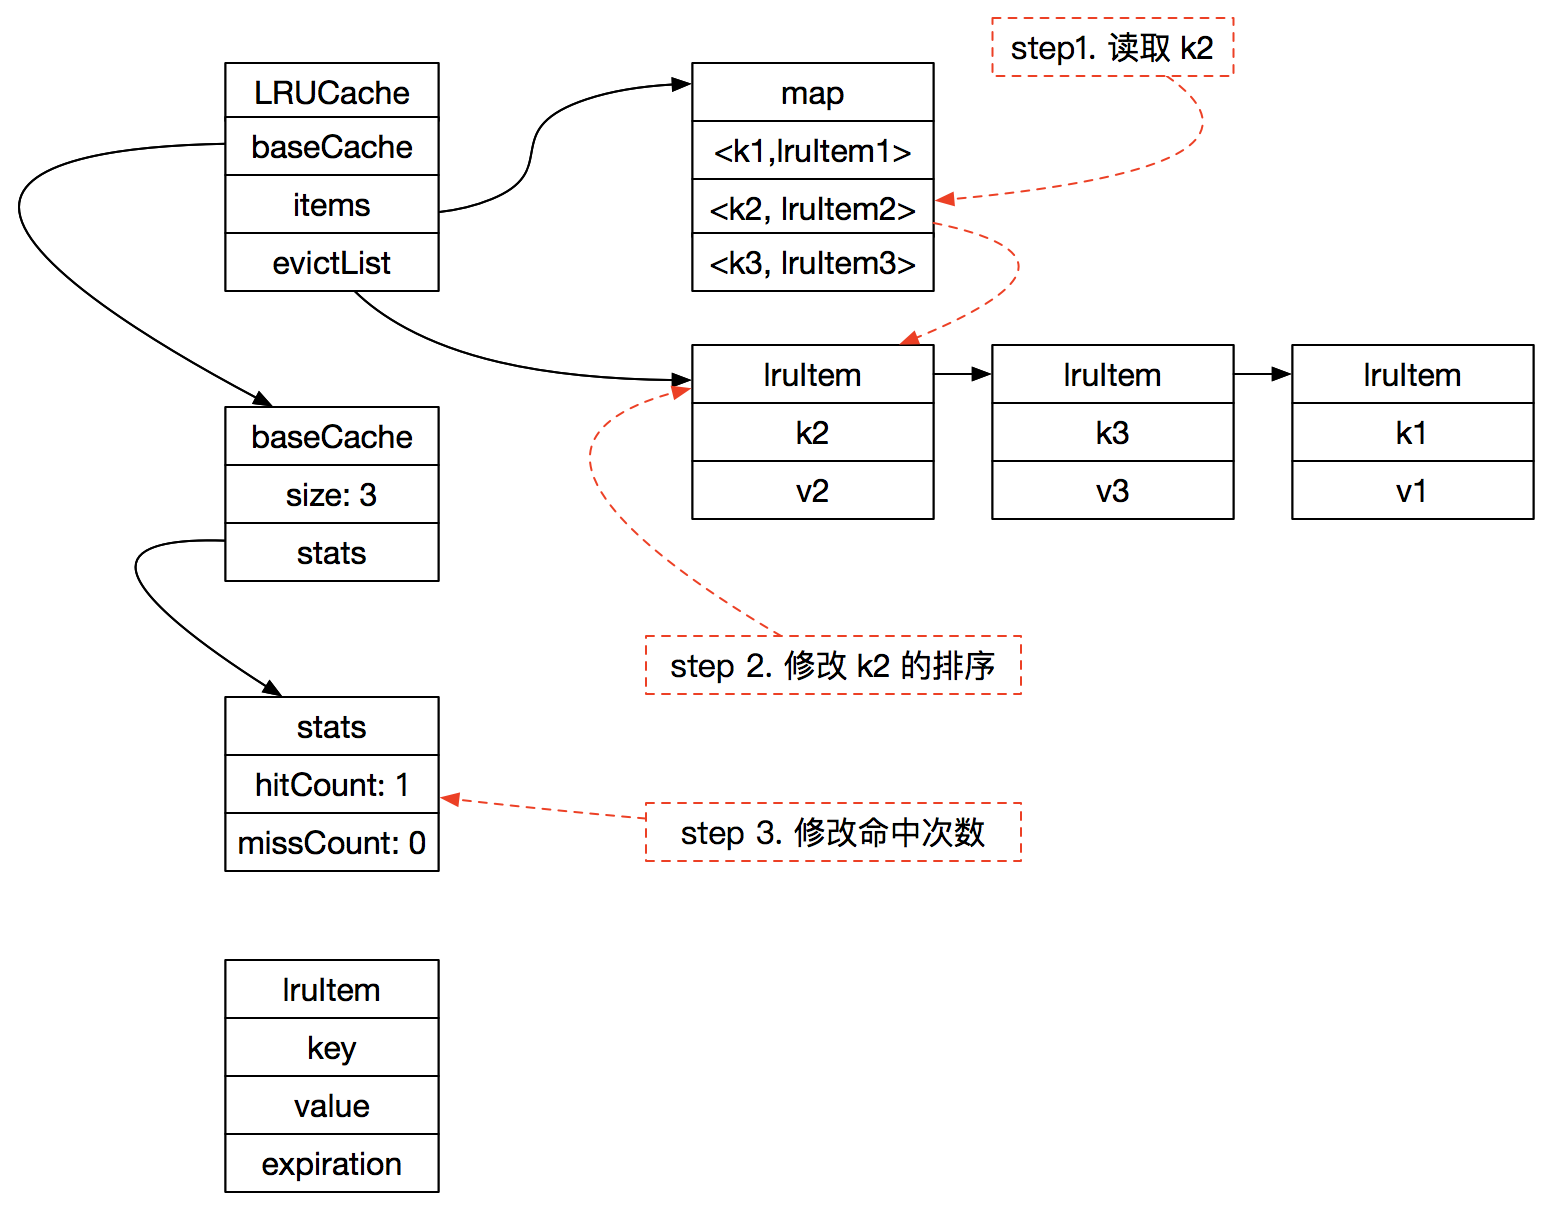 step1. 读取 k2
LRUCache
baseCache
items
evictList
map
<k1,lruItem1>
<k2, lruItem2>
<k3, lruItem3>
lruItem
k2
v2
lruItem
k3
v3
lruItem
k1
v1
baseCache
size: 3
stats
step 2. 修改 k2 的排序
stats
hitCount: 1
missCount: 0
step 3. 修改命中次数
lruItem
key
value
expiration